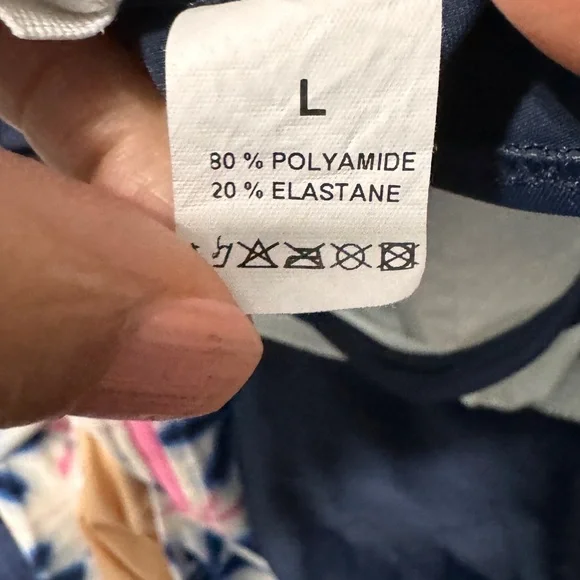 L
80 % POLYAMIDE
20 % ELASTANE